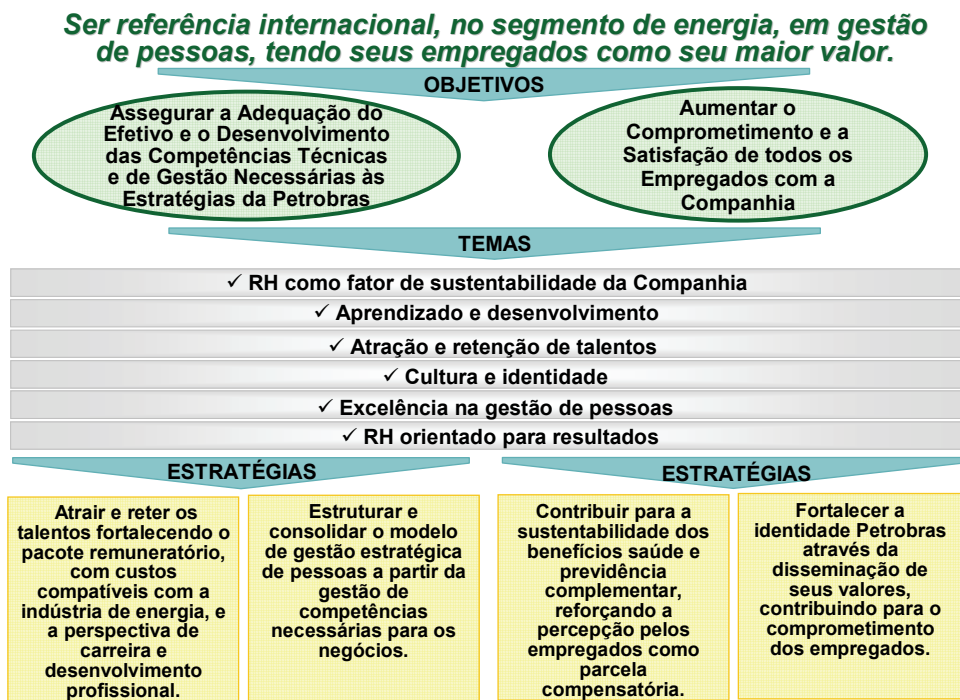 Ser referência internacional, no segmento de energia, em gestão
de pessoas, tendo seus empregados como seu maior valor.
OBJETIVOS
Assegurar a Adequação do
Efetivo e o Desenvolvimento
das Competências Técnicas
e de Gestão Necessárias às
Estratégias da Petrobras
Aumentar o
Comprometimento e a
Satisfação de todos os
Empregados com a
Companhia
TEMAS
✓ RH como fator de sustentabilidade da Companhia
✓ Aprendizado e desenvolvimento
✓ Atração e retenção de talentos
✓ Cultura e identidade
✓ Excelência na gestão de pessoas
✓ RH orientado para resultados
ESTRATÉGIAS
Atrair e reter os
talentos fortalecendo o
pacote remuneratório,
com custos
compatíveis com a
indústria de energia, e
a perspectiva de
carreira e
desenvolvimento
profissional.
Estruturar e
consolidar o modelo
de gestão estratégica
de pessoas a partir da
gestão de
competências
necessárias para os
negócios.
ESTRATÉGIAS
Contribuir para a
sustentabilidade dos
benefícios saúde e
previdência
complementar,
reforçando a
percepção pelos
empregados como
parcela
compensatória.
Fortalecer a
identidade Petrobras
através da
disseminação de
seus valores,
contribuindo para o
comprometimento
dos empregados.